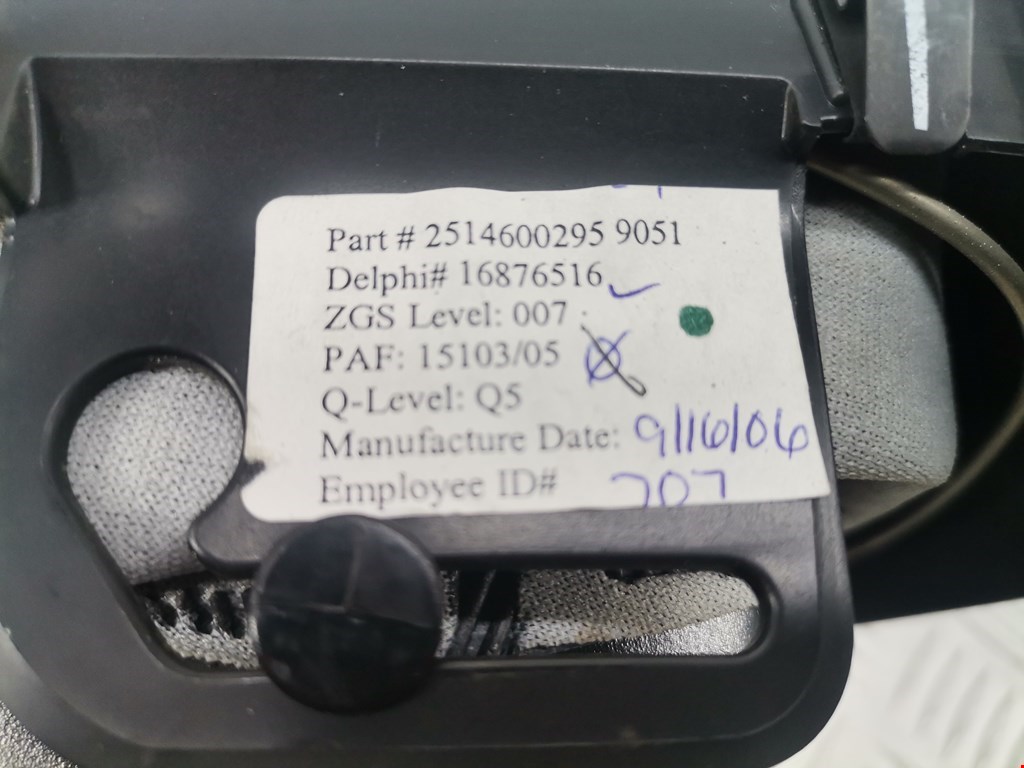 Part # 2514600295 9051
Delphi# 16876516
ZGS Level: 007
PAF: 15103/05
Q-Level: Q5
Manufacture Date: 9/16/06
Employee ID# 707